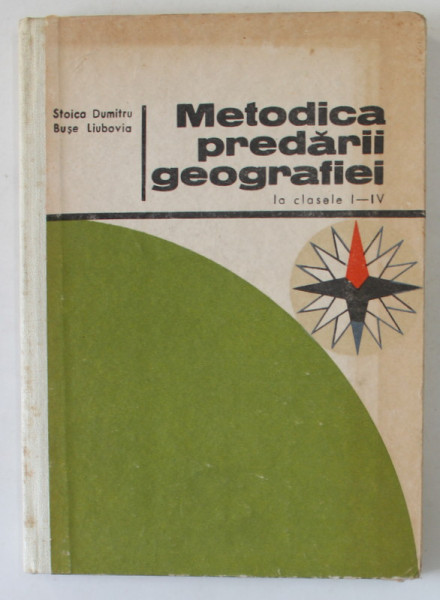 Stoica Dumitru
Bușe Liubovia
Metodica
predării
geografiei
la clasele I—IV